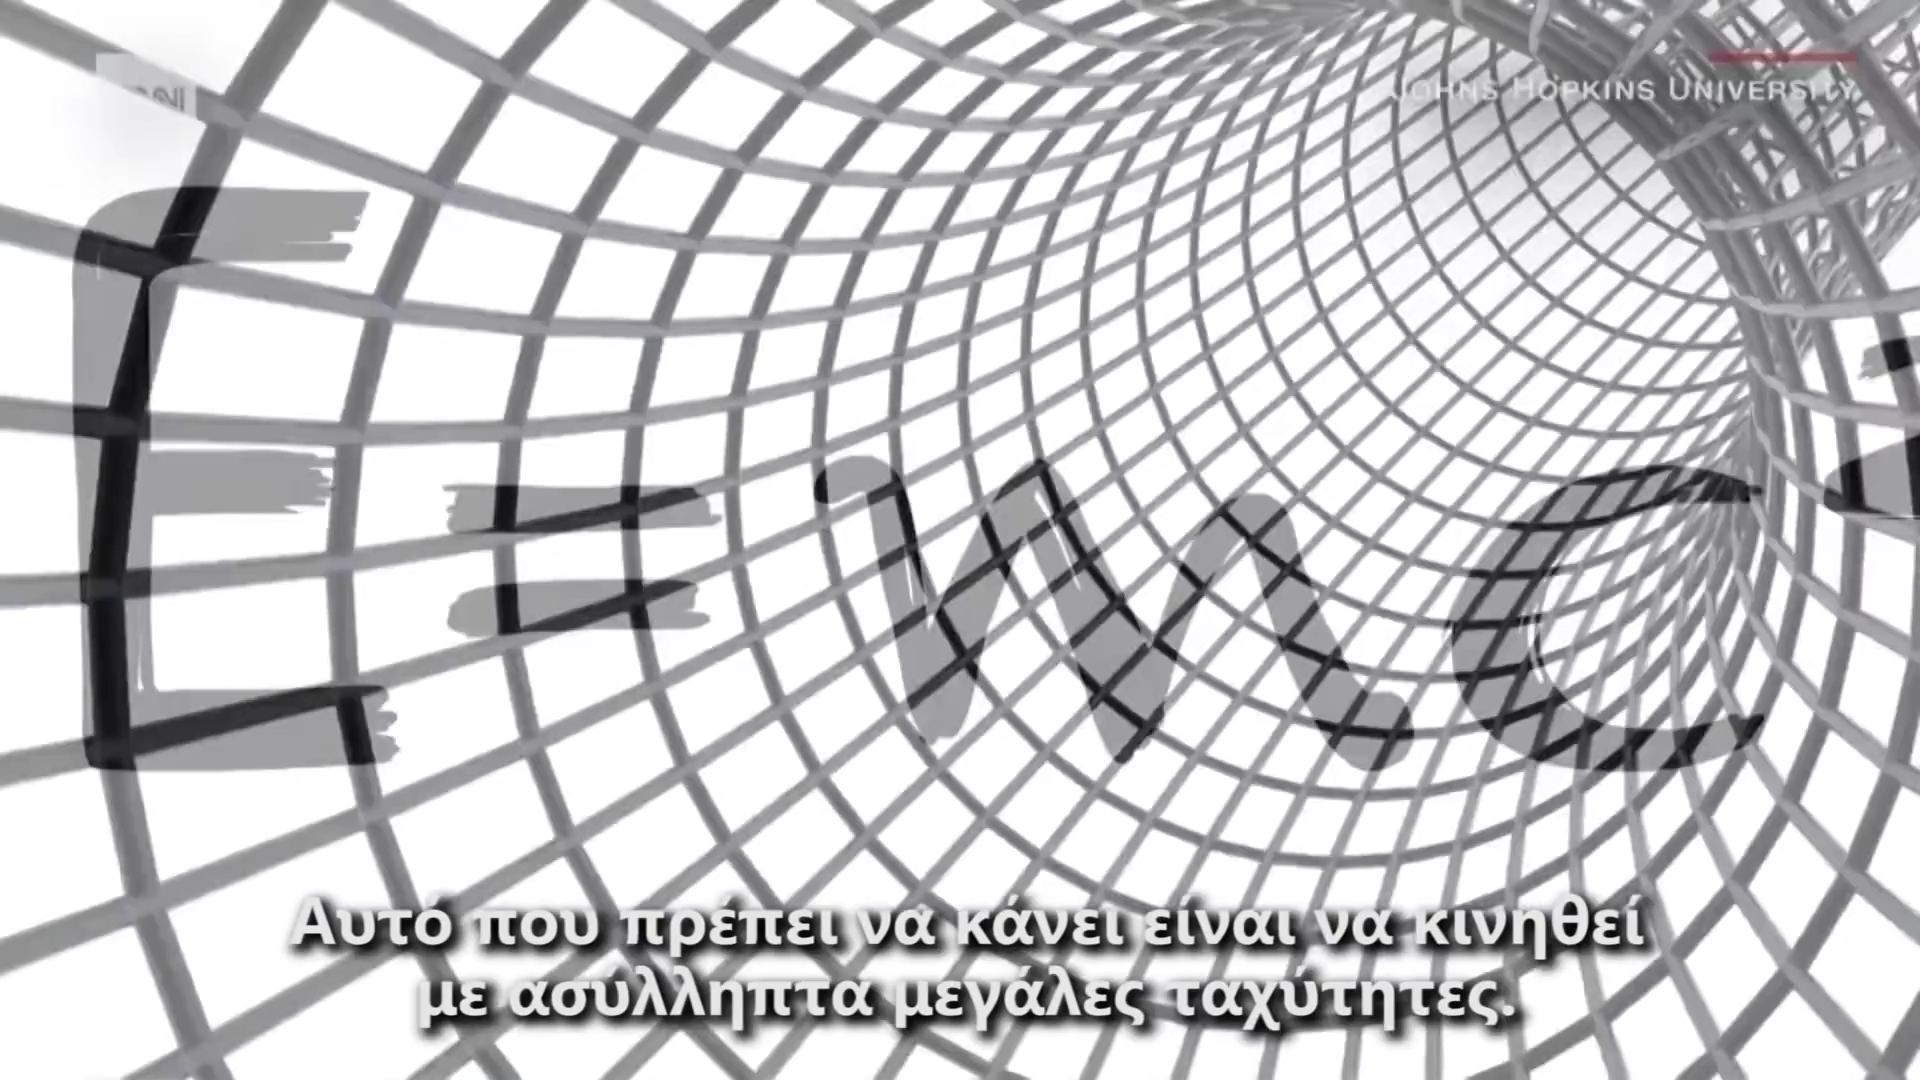 JOHNS HOPKINS UNIVERSITY
E=mc
Αυτό που πρέπει να κάνει είναι να κινηθεί
με ασύλληπτα μεγάλες ταχύτητες.